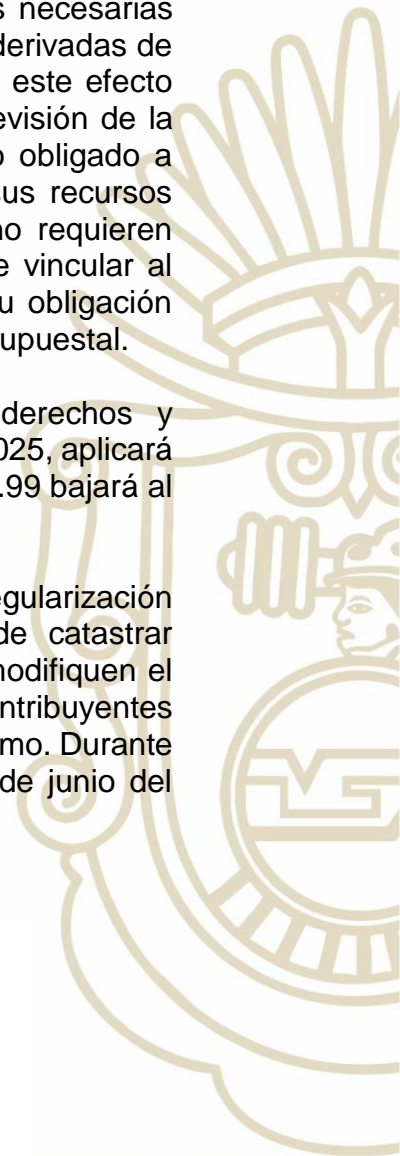 s necesarias
derivadas de
este efecto
evisión de la
o obligado a
sus recursos
no requieren
e vincular al
u obligación
upuestal.
derechos y
025, aplicará
.99 bajará al
egularización
de catastrar
modifiquen el
ntribuyentes
mo. Durante
de junio del